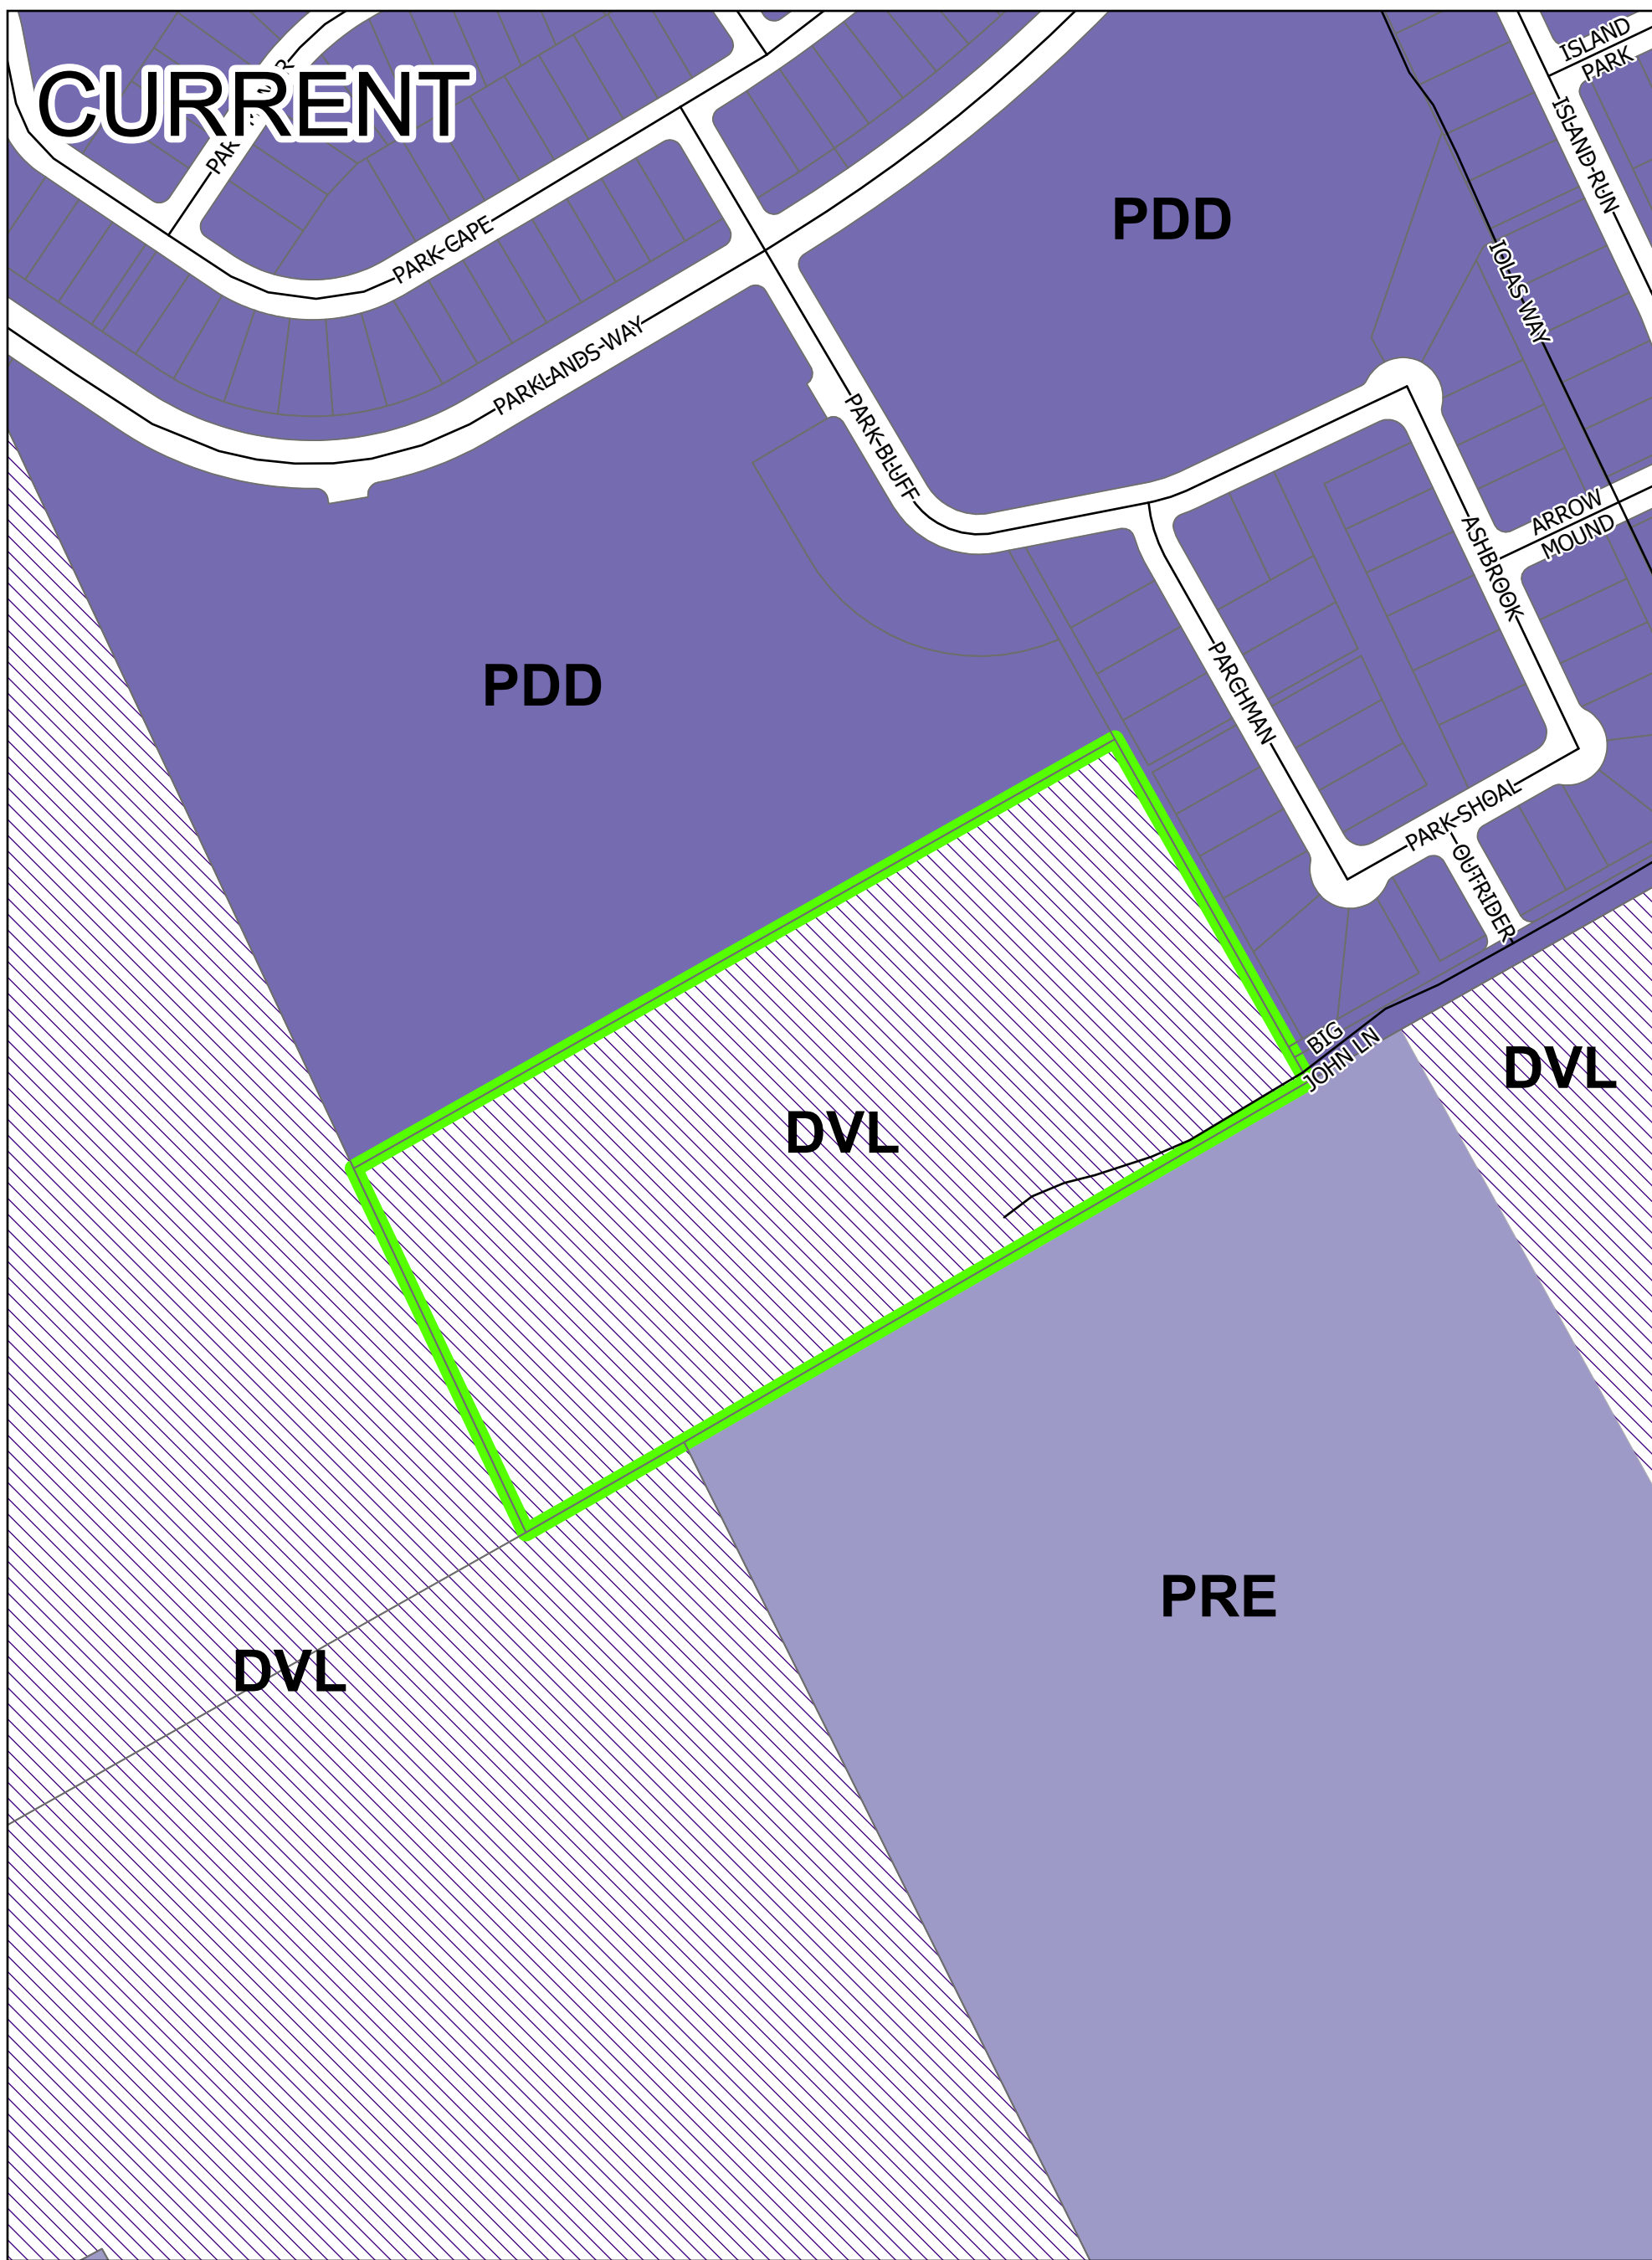 CURRENT
ISLAND
PARK
ISLAND RUN
PDD
PARK CAPE
IOLAS WAY
PARKLANDS WAY
PARK BLUFF
ARROW
MOUND
ASHBROOK
PDD
PARCHMAN
PARK SHOAL
OUTRIDER
BIG
JOHN LN
DVL
DVL
PRE
DVL